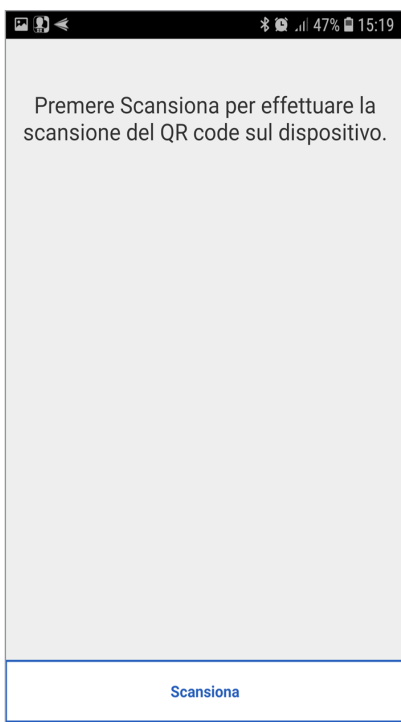 47% 15:19
Premere Scansiona per effettuare la
scansione del QR code sul dispositivo.
Scansiona